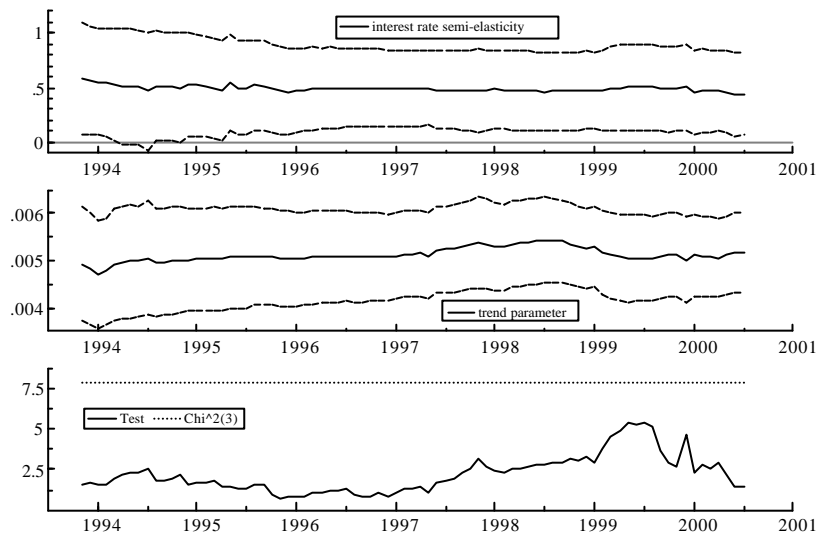 1
interest rate semi-elasticity
.5
0
1994 1995 1996 1997 1998 1999 2000 2001
.006
.005
.004
trend parameter
1994 1995 1996 1997 1998 1999 2000 2001
7.5
5
Test Chi^2(3)
2.5
1994 1995 1996 1997 1998 1999 2000 2001